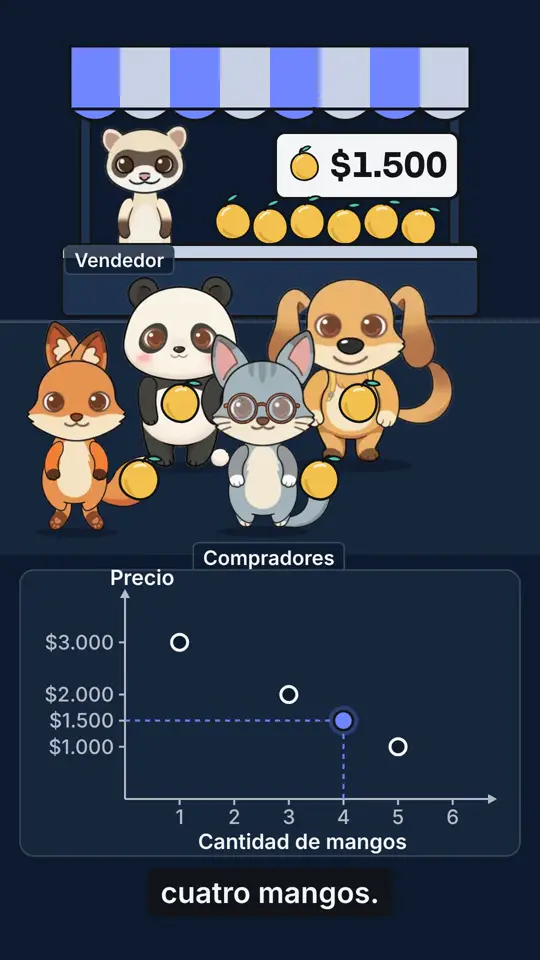 $1.500
Vendedor
Compradores
Precio
$3.000
$2.000
$1.500
$1.000
1 2 3 4 5 6
Cantidad de mangos
cuatro mangos.